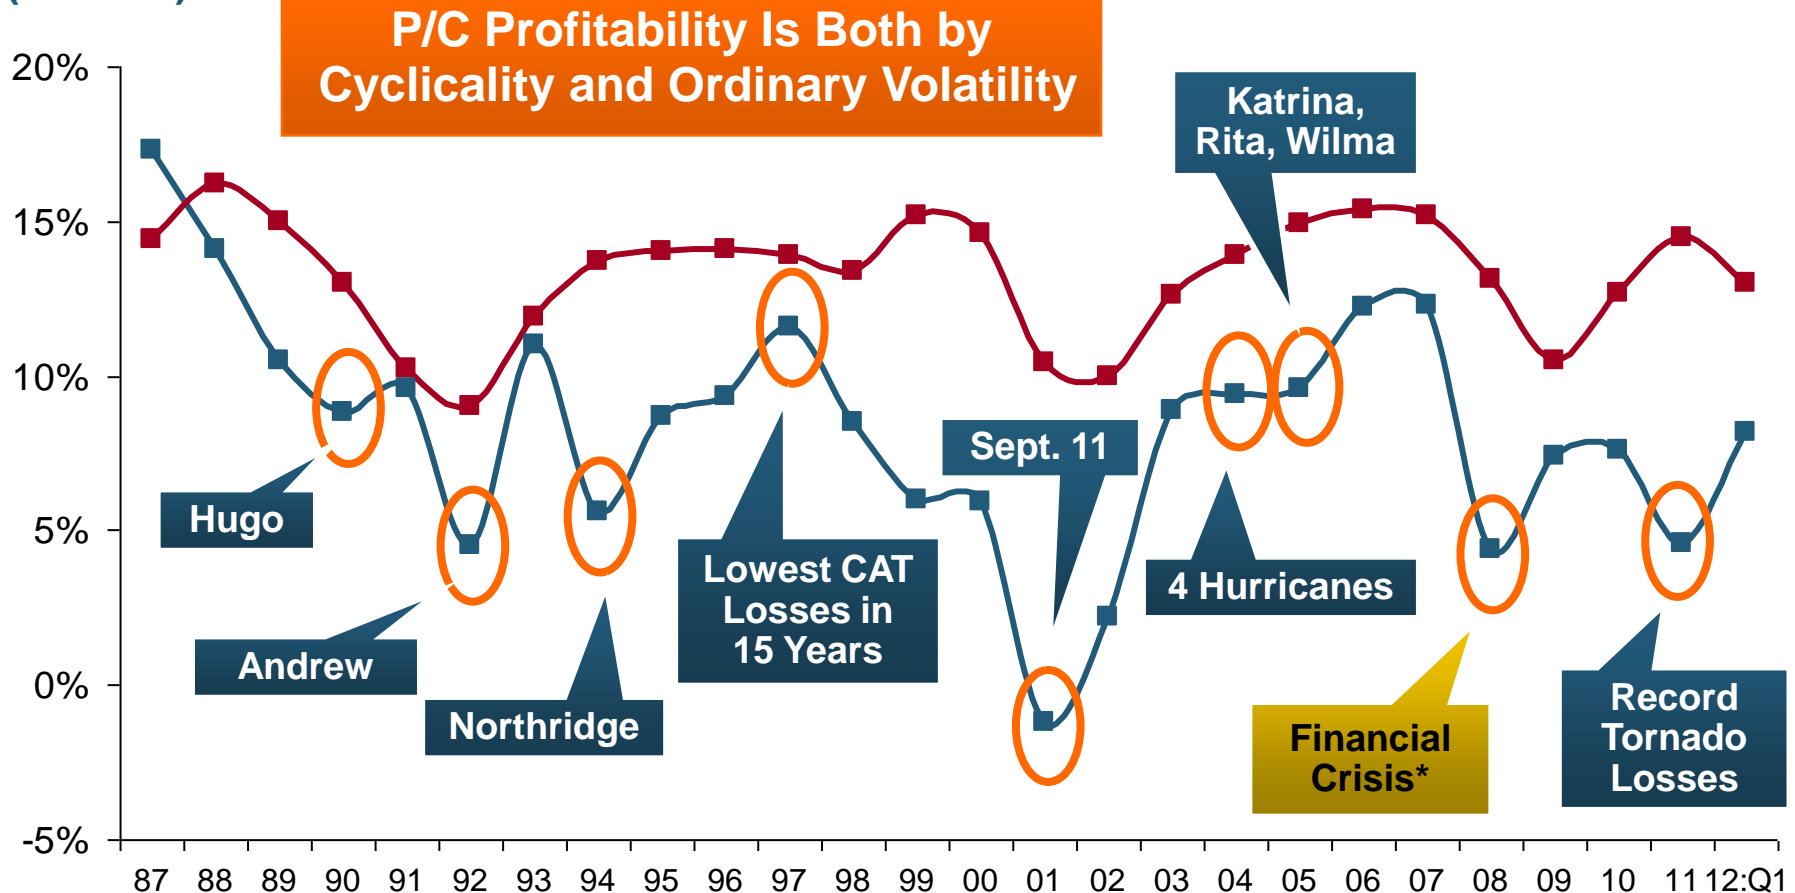 P/C Profitability Is Both by
Cyclicality and Ordinary Volatility
20%
15%
10%
5%
0%
-5%
Katrina,
Rita, Wilma
Sept. 11
Hugo
Lowest CAT
Losses in
15 Years
4 Hurricanes
Andrew
Northridge
Financial
Crisis*
Record
Tornado
Losses
87 88 89 90 91 92 93 94 95 96 97 98 99 00 01 02 03 04 05 06 07 08 09 10 11 12:Q1